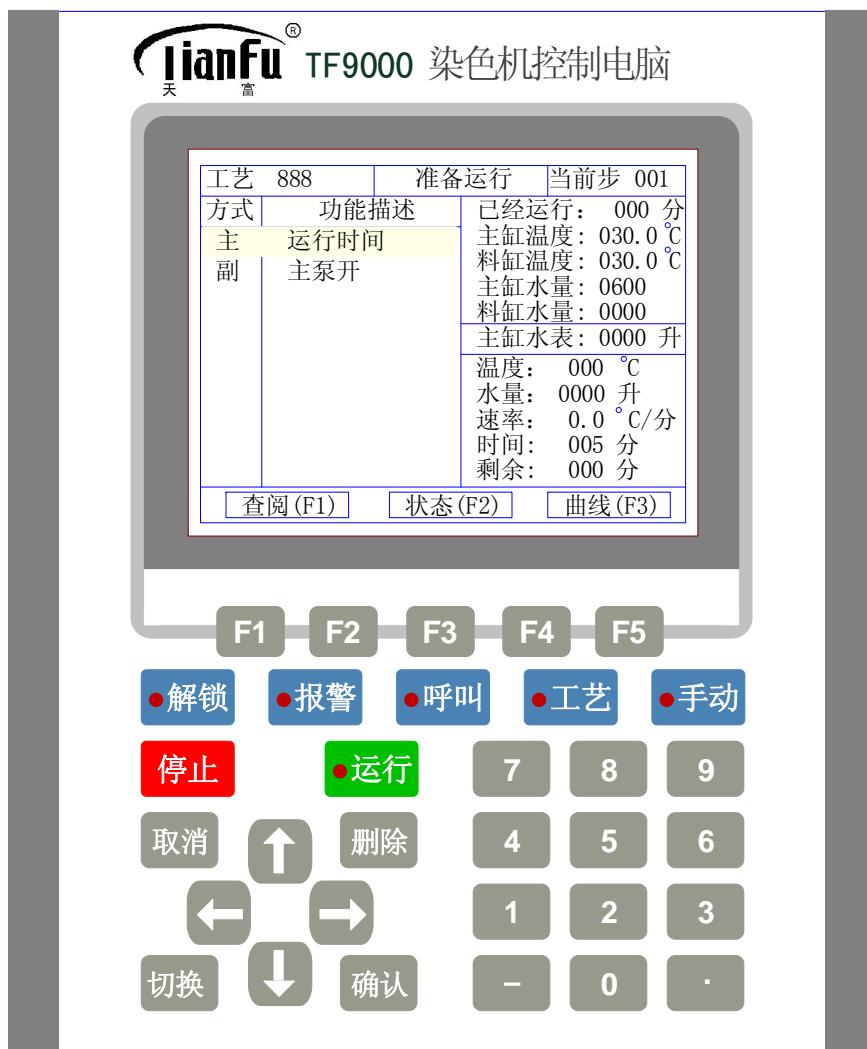 TianFu® TF9000 染色机控制电脑
天 富
工艺 888 准备运行 当前步 001
方式 功能描述 已经运行: 000 分
主 运行时间 主缸温度: 030.0℃
副 主泵开 料缸温度: 030.0℃
主缸水量: 0600
料缸水量: 0000
主缸水表: 0000 升
温度: 000 ℃
水量: 0000 升
速率: 0.0 °C/分
时间: 005 分
剩余: 000 分
查阅(F1) 状态(F2) 曲线(F3)
F1 F2 F3 F4 F5
解锁 报警 呼叫 工艺 手动
停止 运行 7 8 9
取消 删除 4 5 6
1 2 3
切换 确认 － 0 ·